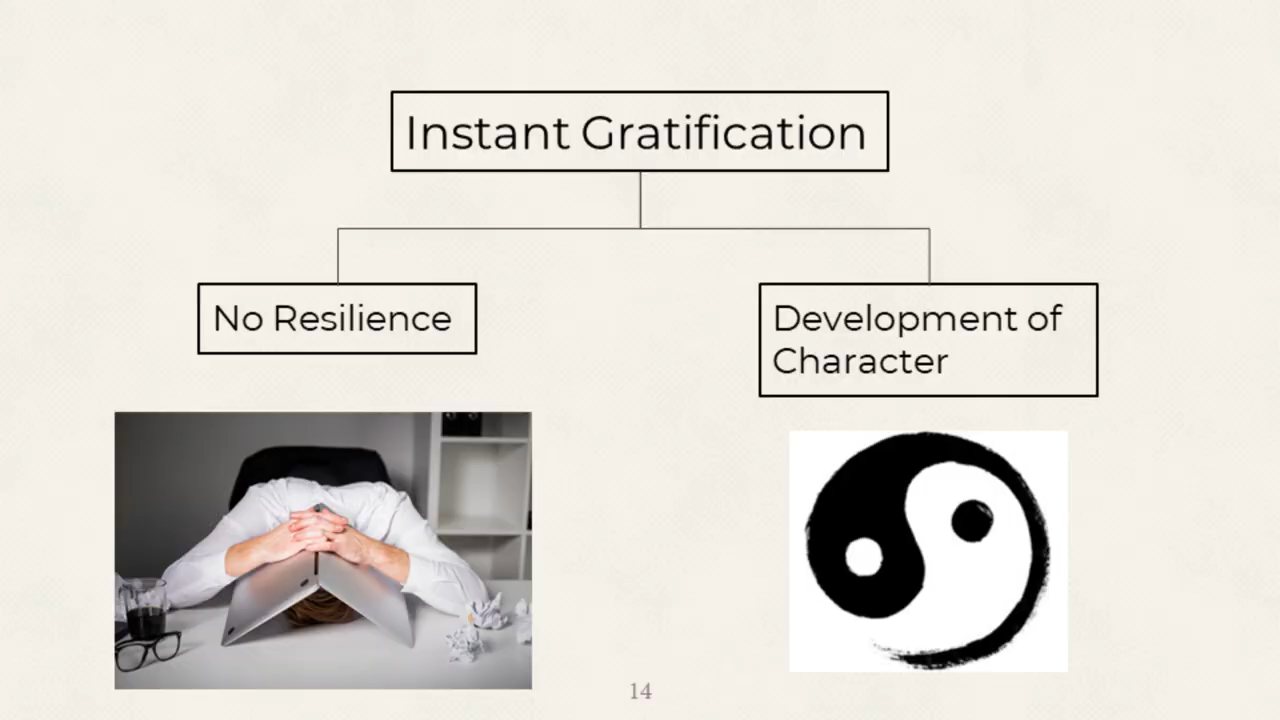 Instant Gratification
No Resilience
Development of
Character
14